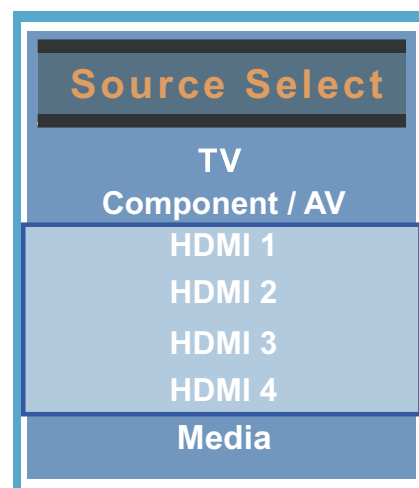 Source Select
TV
Component / AV
HDMI 1
HDMI 2
HDMI 3
HDMI 4
Media